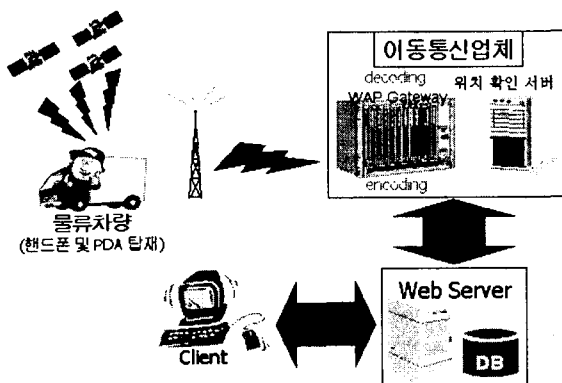 이동통신업체
decoding
WAP Gateway
위치 확인 서버
encoding
물류차량
(핸드폰 및 PDA 탑재)
Web Server
DB
Client